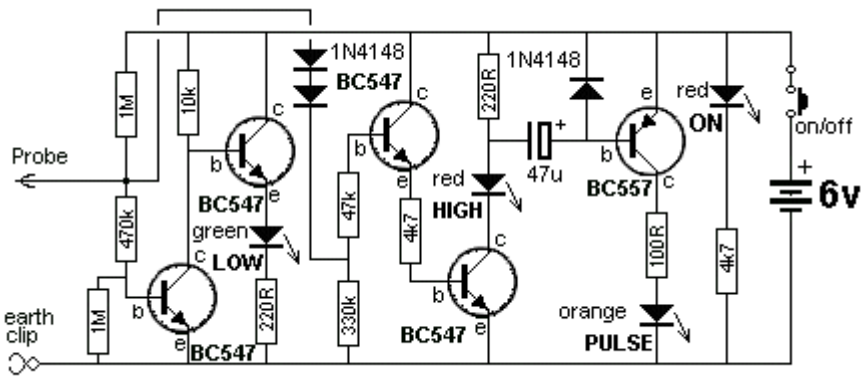 1N4148
1N4148
BC547
1M
10k
c
220R
c
e
red
ON
on/off
Probe
b
b
+
b
BC547
e
47k
e
red
HIGH
47u
BC557
c
+
6v
470k
green
LOW
c
4k7
c
100R
4k7
1M
b
220R
330k
b
orange
PULSE
earth
clip
e
BC547
BC547
e